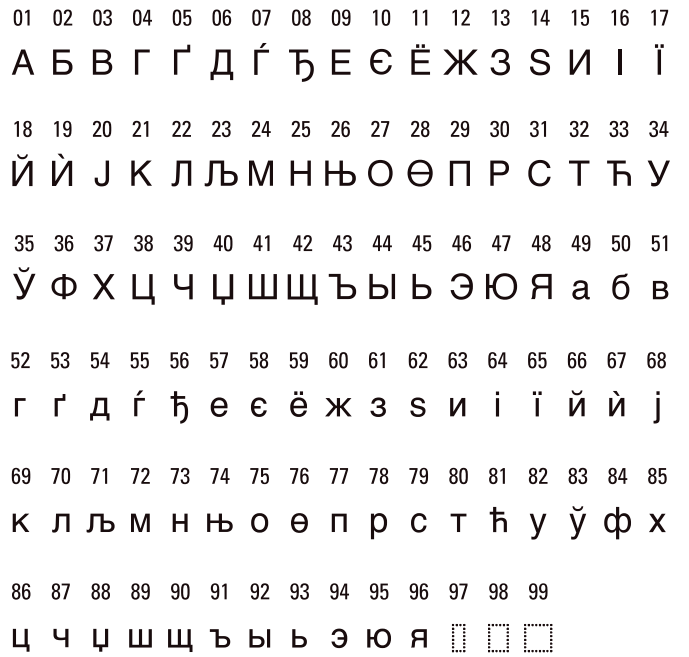 01 02 03 04 05 06 07 08 09 10 11 12 13 14 15 16 17
А Б В Г Ґ Д Ѓ Ђ Е Є Ё Ж З Ѕ И І Ї
18 19 20 21 22 23 24 25 26 27 28 29 30 31 32 33 34
Й Ѝ Ј К Л Љ М Н Њ О Ѳ П Р С Т Ћ У
35 36 37 38 39 40 41 42 43 44 45 46 47 48 49 50 51
Ў Ф Х Ц Ч Џ Ш Щ Ъ Ы Ь Э Ю Я а б в
52 53 54 55 56 57 58 59 60 61 62 63 64 65 66 67 68
г ґ д ѓ ђ е є ё ж з ѕ и і ї й ѝ ј
69 70 71 72 73 74 75 76 77 78 79 80 81 82 83 84 85
к л љ м н њ о ѳ п р с т ћ у ў ф х
86 87 88 89 90 91 92 93 94 95 96 97 98 99
ц ч џ ш щ ъ ы ь э ю я